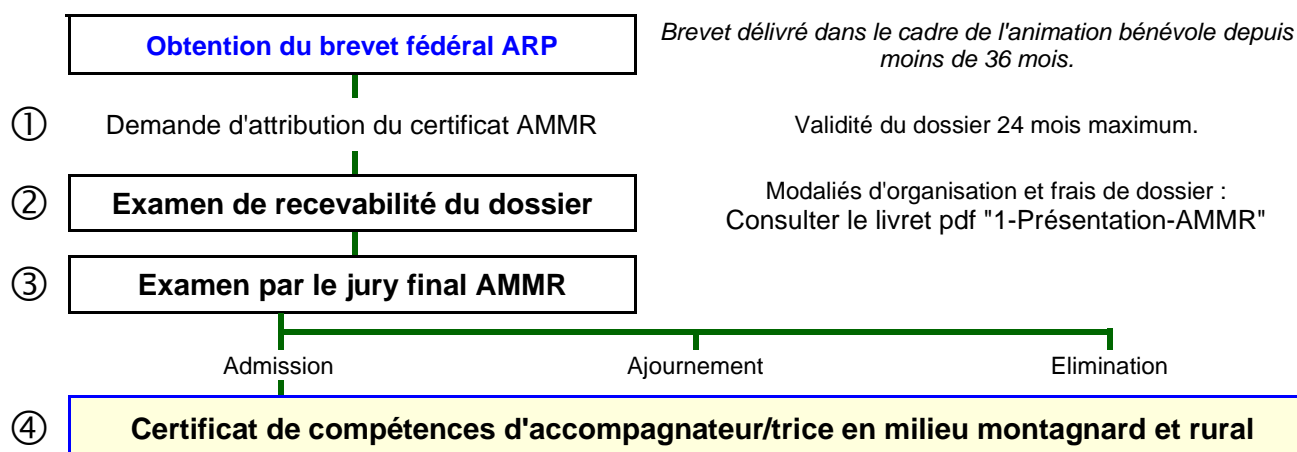 Obtention du brevet fédéral ARP
Brevet délivré dans le cadre de l'animation bénévole depuis
moins de 36 mois.
① Demande d'attribution du certificat AMMR
Validité du dossier 24 mois maximum.
② Examen de recevabilité du dossier
Modaliés d'organisation et frais de dossier :
Consulter le livret pdf "1-Présentation-AMMR"
③ Examen par le jury final AMMR
Admission
Ajournement
Elimination
④ Certificat de compétences d'accompagnateur/trice en milieu montagnard et rural